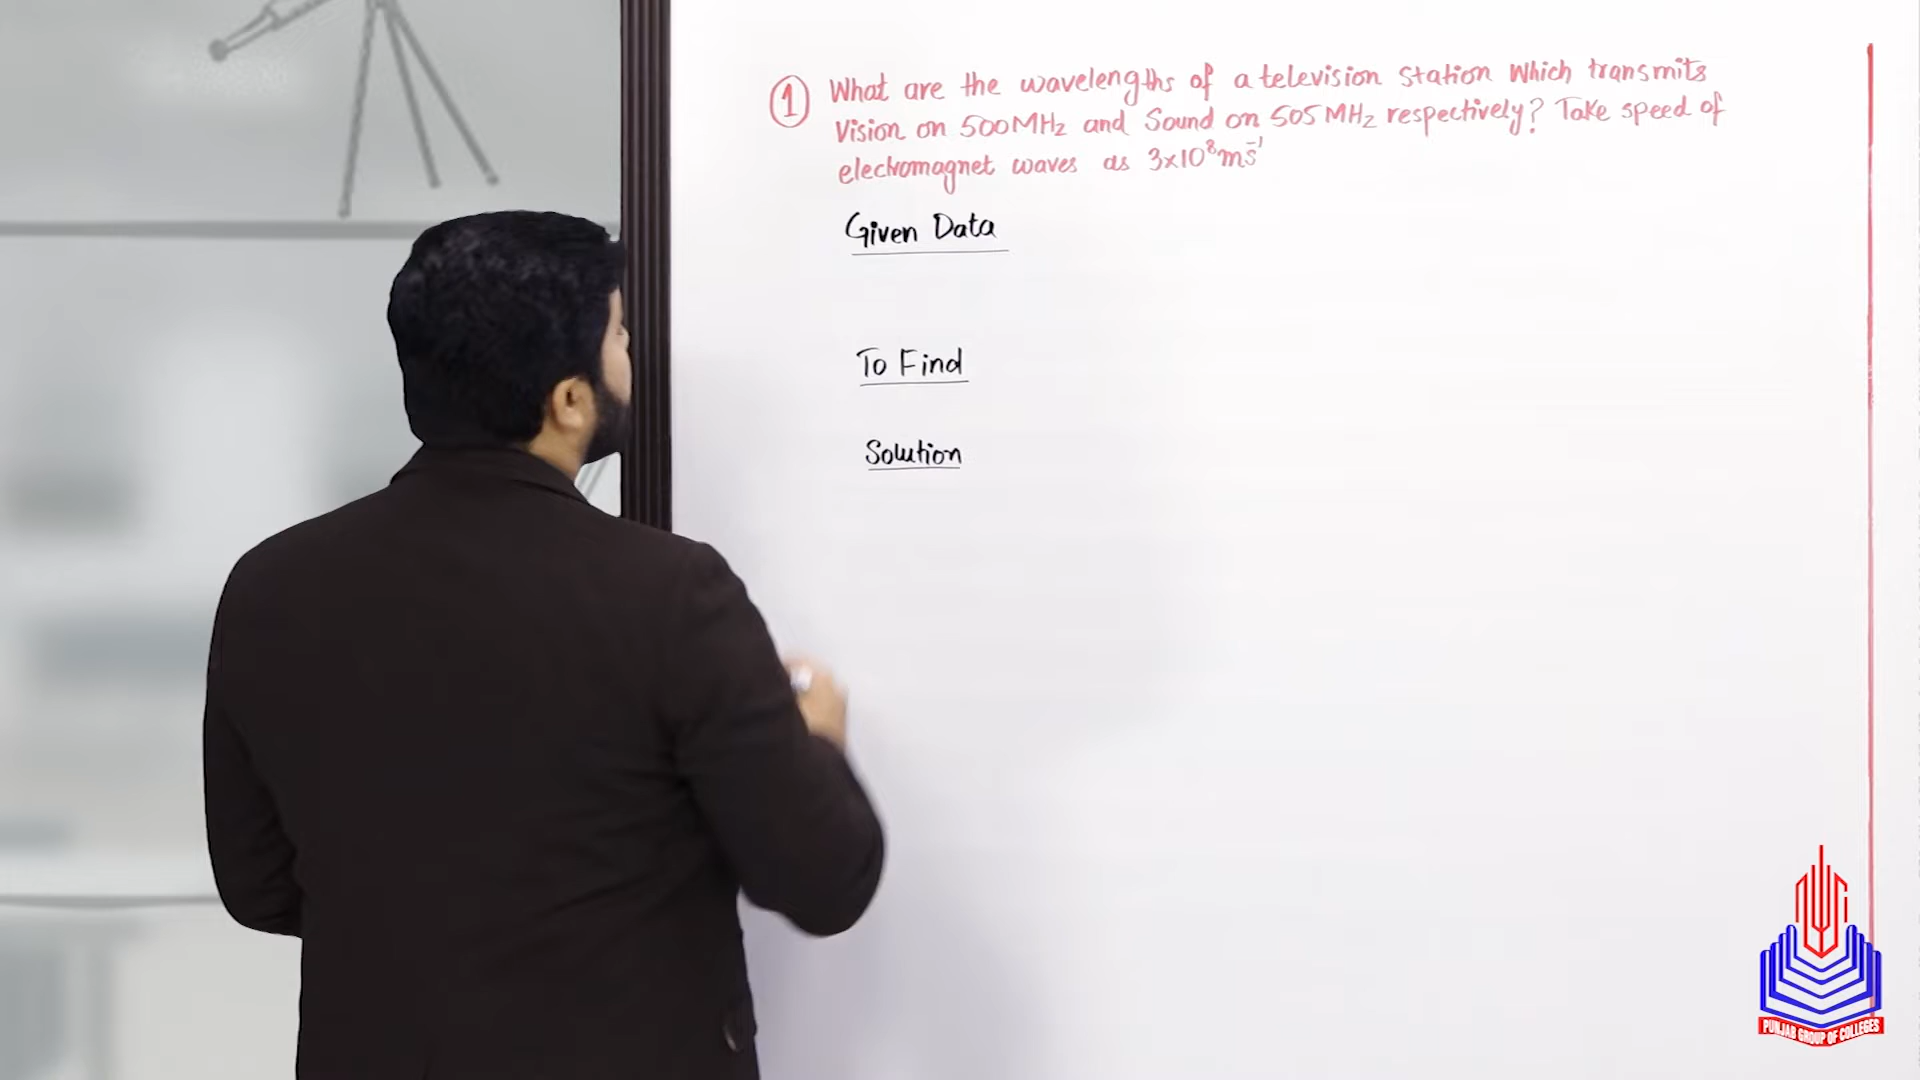 1 What are the wavelengths of a television Station Which transmits
Vision on 500MHz and Sound on 505 MHz respectively? Take speed of
electromagnet waves as 3x10⁸ms⁻¹
Given Data
To Find
Solution
PUNJAB GROUP OF COLLEGES